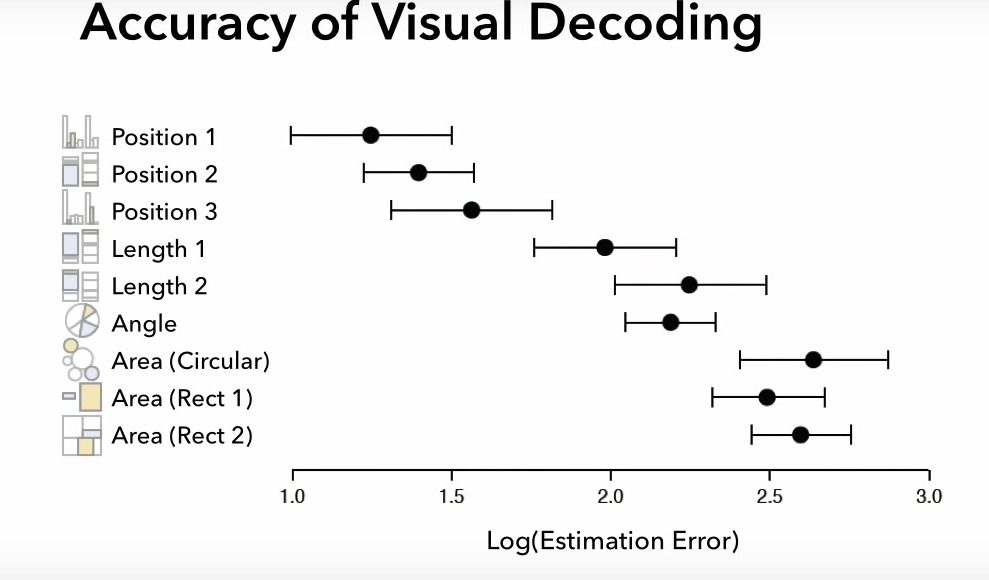 Accuracy of Visual Decoding
Position 1
Position 2
Position 3
Length 1
Length 2
Angle
Area (Circular)
Area (Rect 1)
Area (Rect 2)
1.0 1.5 2.0 2.5 3.0
Log(Estimation Error)